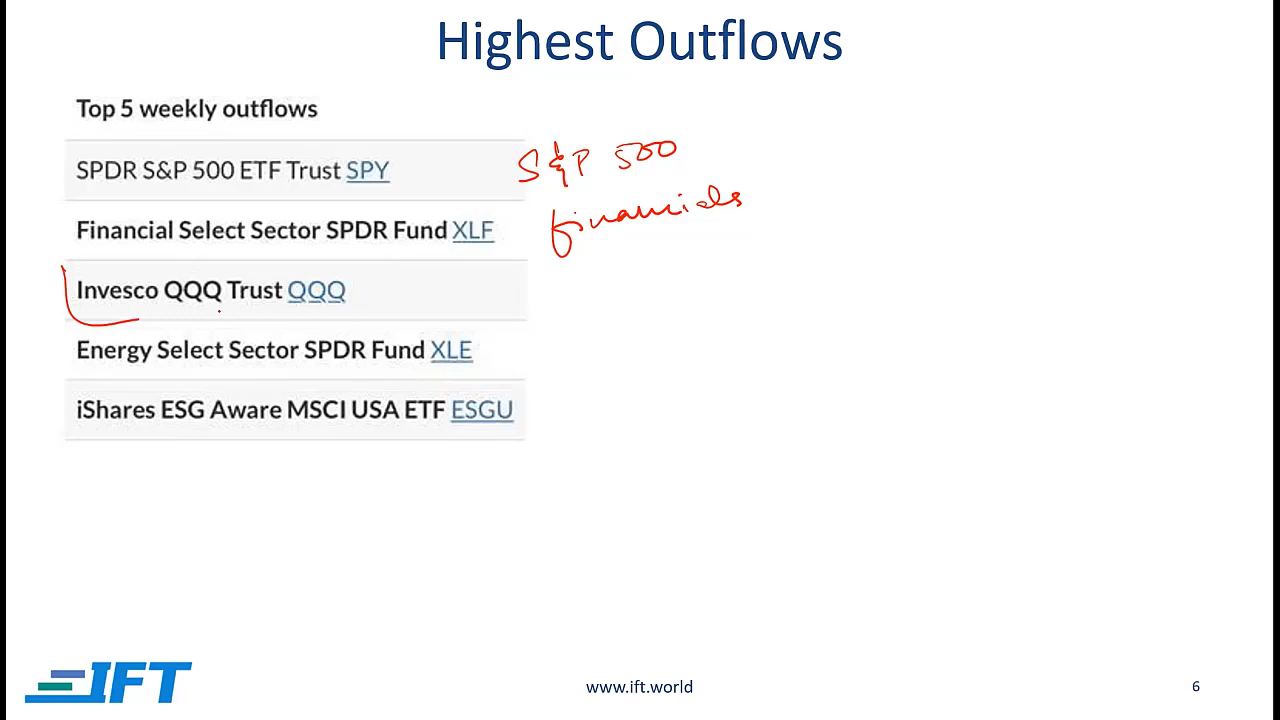 Highest Outflows
Top 5 weekly outflows
SPDR S&P 500 ETF Trust SPY
S&P 500
Financial Select Sector SPDR Fund XLF
financials
Invesco QQQ Trust QQQ
Energy Select Sector SPDR Fund XLE
iShares ESG Aware MSCI USA ETF ESGU
IFT
www.ift.world
6